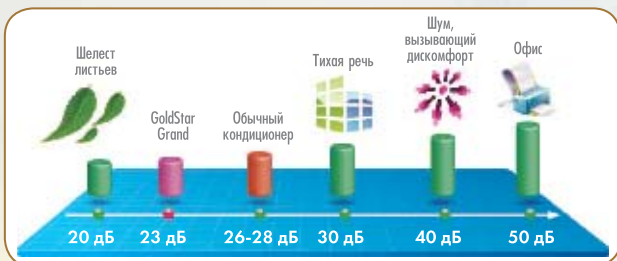 Шелест
листьев
GoldStar
Grand
Обычный
кондиционер
Тихая речь
Шум,
вызывающий
дискомфорт
Офис
20 дБ
23 дБ
26-28 дБ
30 дБ
40 дБ
50 дБ